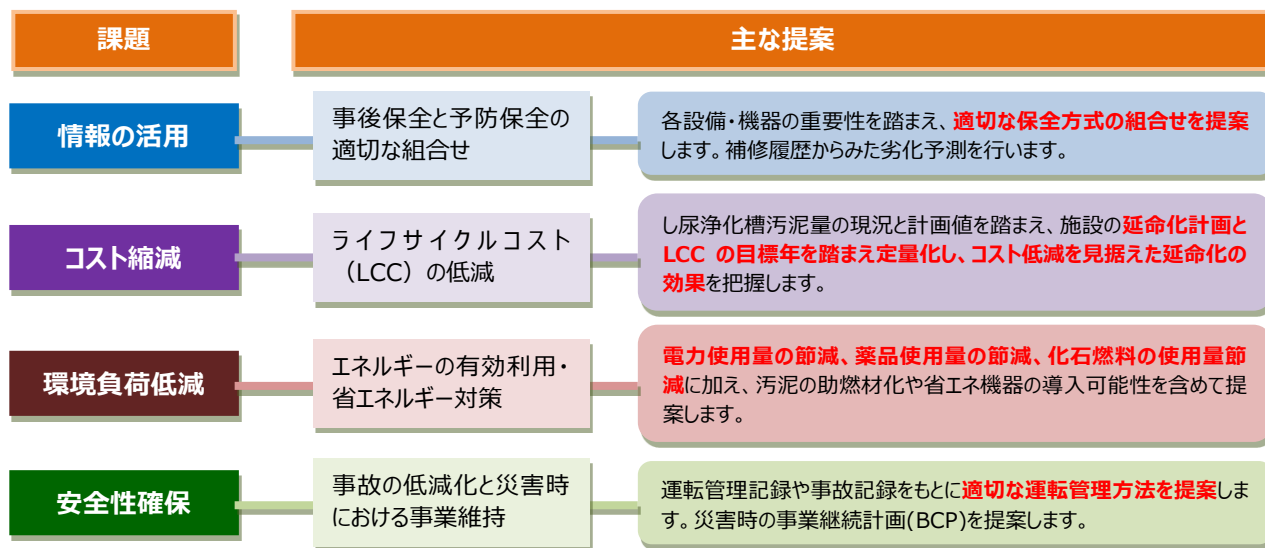 課題
主な提案
情報の活用
事後保全と予防保全の
適切な組合せ
各設備・機器の重要性を踏まえ、適切な保全方式の組合せを提案
します。補修履歴からみた劣化予測を行います。
コスト縮減
ライフサイクルコスト
（LCC）の低減
し尿浄化槽汚泥量の現況と計画値を踏まえ、施設の延命化計画と
LCC の目標年を踏まえ定量化し、コスト低減を見据えた延命化の
効果を把握します。
環境負荷低減
エネルギーの有効利用・
省エネルギー対策
電力使用量の節減、薬品使用量の節減、化石燃料の使用量節
減に加え、汚泥の助燃材化や省エネ機器の導入可能性を含めて提
案します。
安全性確保
事故の低減化と災害時
における事業維持
運転管理記録や事故記録をもとに適切な運転管理方法を提案しま
す。災害時の事業継続計画(BCP)を提案します。